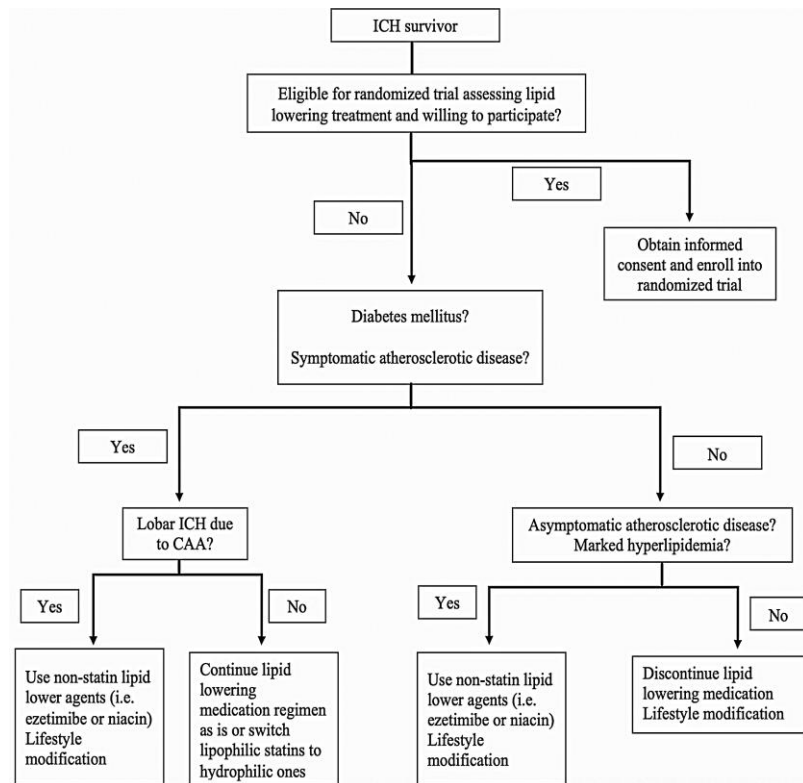 ICH survivor
Eligible for randomized trial assessing lipid
lowering treatment and willing to participate?
Yes
No
Obtain informed
consent and enroll into
randomized trial
Diabetes mellitus?
Symptomatic atherosclerotic disease?
Yes
No
Lobar ICH due
to CAA?
Asymptomatic atherosclerotic disease?
Marked hyperlipidemia?
Yes
No
Yes
No
Use non-statin lipid
lower agents (i.e.
ezetimibe or niacin)
Lifestyle
modification
Continue lipid
lowering
medication regimen
as is or switch
lipophilic statins to
hydrophilic ones
Use non-statin lipid
lower agents (i.e.
ezetimibe or niacin)
Lifestyle
modification
Discontinue lipid
lowering medication
Lifestyle modification